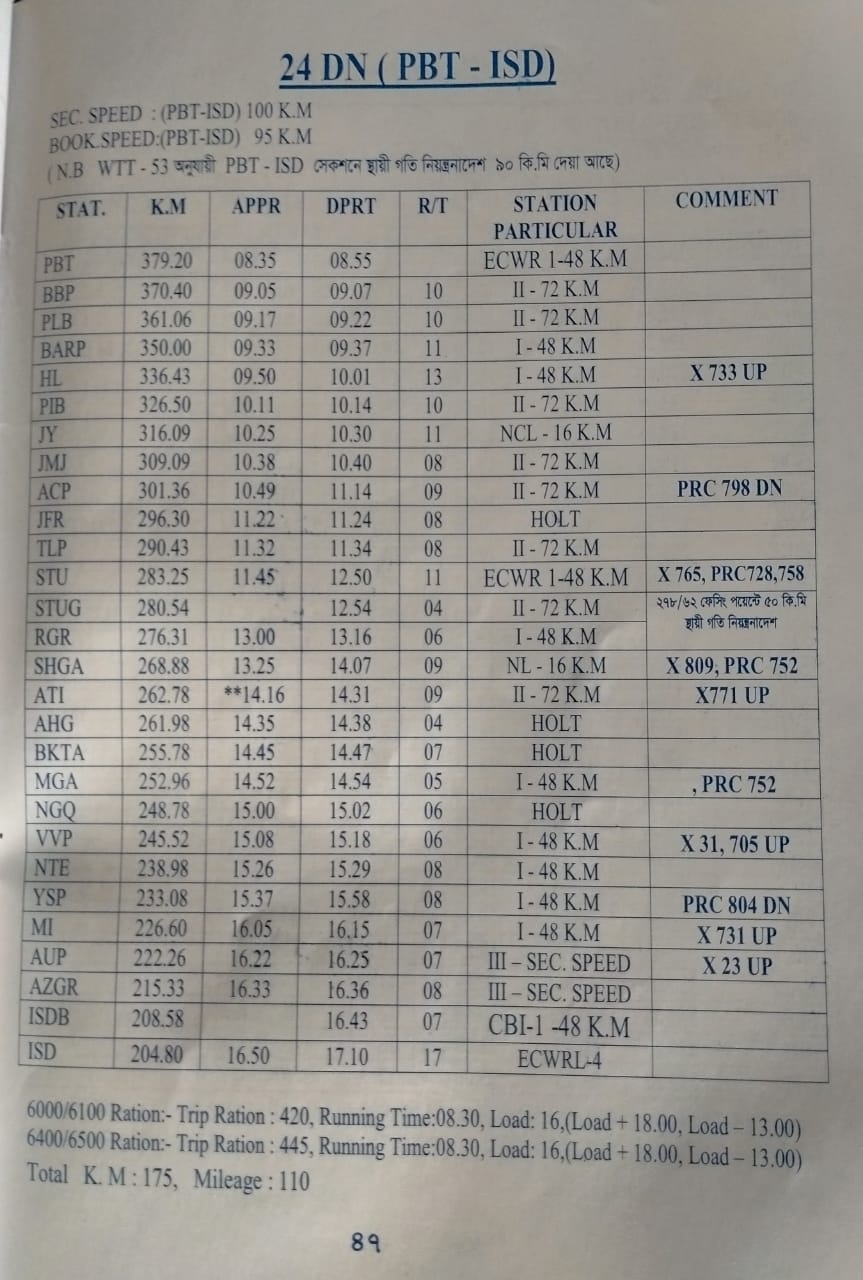 24 DN ( PBT - ISD)
SEC. SPEED : (PBT-ISD) 100 K.M
BOOK.SPEED:(PBT-ISD) 95 K.M
(N.B WTT - 53 অনুযায়ী PBT - ISD সেকশনে স্থায়ী গতি নিয়ন্ত্রনাদেশ ৯০ কি.মি দেয়া আছে)
STAT. K.M APPR DPRT R/T STATION PARTICULAR COMMENT
PBT 379.20 08.35 08.55 ECWR 1-48 K.M
BBP 370.40 09.05 09.07 10 II - 72 K.M
PLB 361.06 09.17 09.22 10 II - 72 K.M
BARP 350.00 09.33 09.37 11 I - 48 K.M
HL 336.43 09.50 10.01 13 I - 48 K.M X 733 UP
PIB 326.50 10.11 10.14 10 II - 72 K.M
JY 316.09 10.25 10.30 11 NCL - 16 K.M
JMJ 309.09 10.38 10.40 08 II - 72 K.M
ACP 301.36 10.49 11.14 09 II - 72 K.M PRC 798 DN
JFR 296.30 11.22 11.24 08 HOLT
TLP 290.43 11.32 11.34 08 II - 72 K.M
STU 283.25 11.45 12.50 11 ECWR 1-48 K.M X 765, PRC728,758
STUG 280.54 12.54 04 II - 72 K.M ২৭৮/৬২ ফেসিং পয়েন্টে ৫০ কি.মি
স্থায়ী গতি নিয়ন্ত্রনাদেশ
RGR 276.31 13.00 13.16 06 I - 48 K.M
SHGA 268.88 13.25 14.07 09 NL - 16 K.M X 809, PRC 752
ATI 262.78 **14.16 14.31 09 II - 72 K.M X771 UP
AHG 261.98 14.35 14.38 04 HOLT
BKTA 255.78 14.45 14.47 07 HOLT
MGA 252.96 14.52 14.54 05 I - 48 K.M , PRC 752
NGQ 248.78 15.00 15.02 06 HOLT
VVP 245.52 15.08 15.18 06 I - 48 K.M X 31, 705 UP
NTE 238.98 15.26 15.29 08 I - 48 K.M
YSP 233.08 15.37 15.58 08 I - 48 K.M PRC 804 DN
MI 226.60 16.05 16.15 07 I - 48 K.M X 731 UP
AUP 222.26 16.22 16.25 07 III – SEC. SPEED X 23 UP
AZGR 215.33 16.33 16.36 08 III – SEC. SPEED
ISDB 208.58 16.43 07 CBI-1 -48 K.M
ISD 204.80 16.50 17.10 17 ECWRL-4
6000/6100 Ration:- Trip Ration : 420, Running Time:08.30, Load: 16,(Load + 18.00, Load – 13.00)
6400/6500 Ration:- Trip Ration : 445, Running Time:08.30, Load: 16,(Load + 18.00, Load – 13.00)
Total K. M : 175, Mileage : 110
৪৭